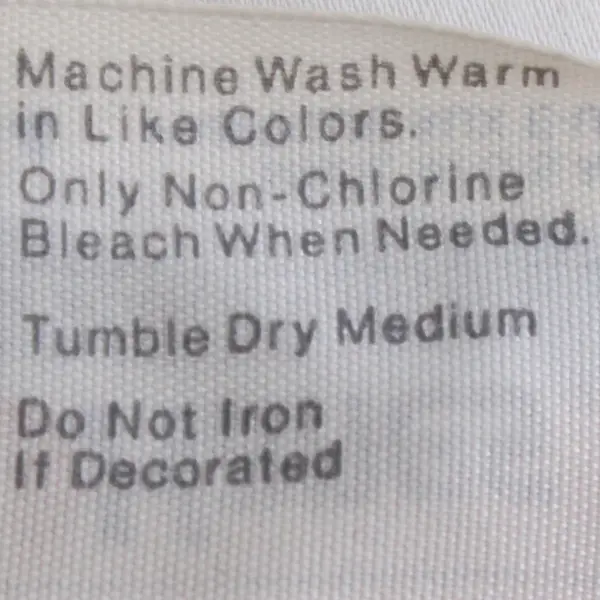 Machine Wash Warm
in Like Colors.
Only Non-Chlorine
Bleach When Needed.
Tumble Dry Medium
Do Not Iron
If Decorated